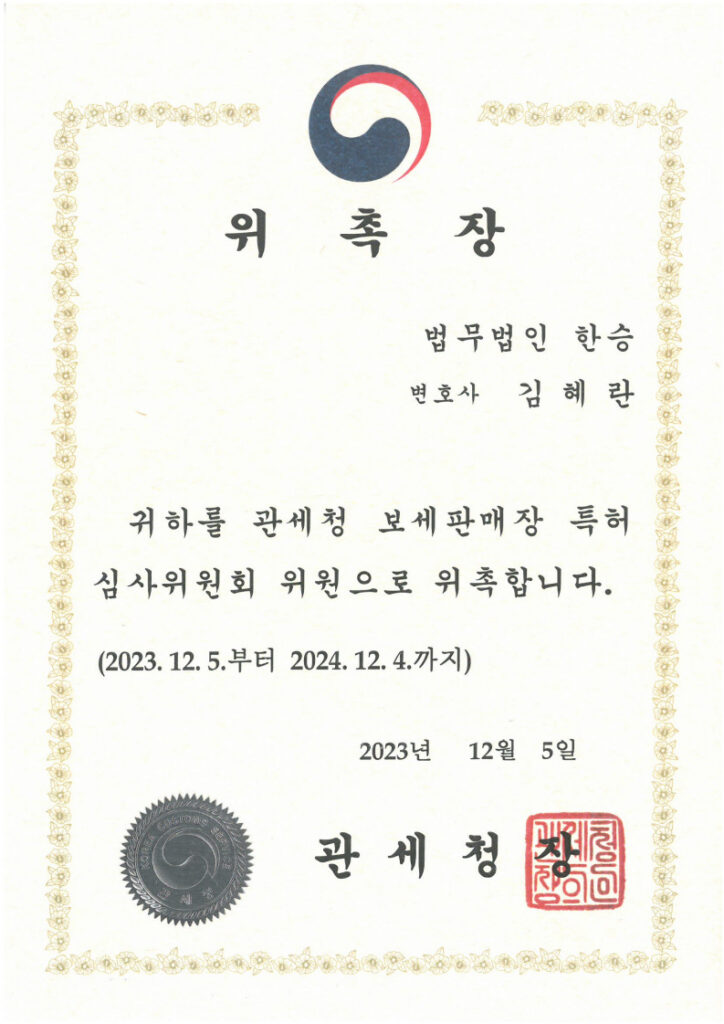 위 촉 장
법무법인 한승
변호사 김 혜 란
귀하를 관세청 보세판매장 특허
심사위원회 위원으로 위촉합니다.
(2023. 12. 5.부터 2024. 12. 4.까지)
2023년 12월 5일
관 세 청 장
KOREA CUSTOMS SERVICE